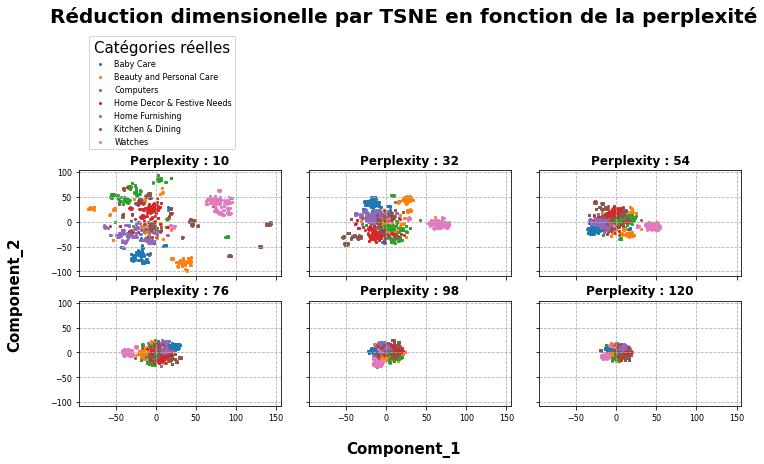 Réduction dimensionelle par TSNE en fonction de la perplexité
Catégories réelles
Baby Care
Beauty and Personal Care
Computers
Home Decor & Festive Needs
Home Furnishing
Kitchen & Dining
Watches
Perplexity : 10
Perplexity : 32
Perplexity : 54
100
50
0
−50
−100
Perplexity : 76
Perplexity : 98
Perplexity : 120
100
50
0
−50
−100
−50 0 50 100 150
−50 0 50 100 150
−50 0 50 100 150
Component_2
Component_1